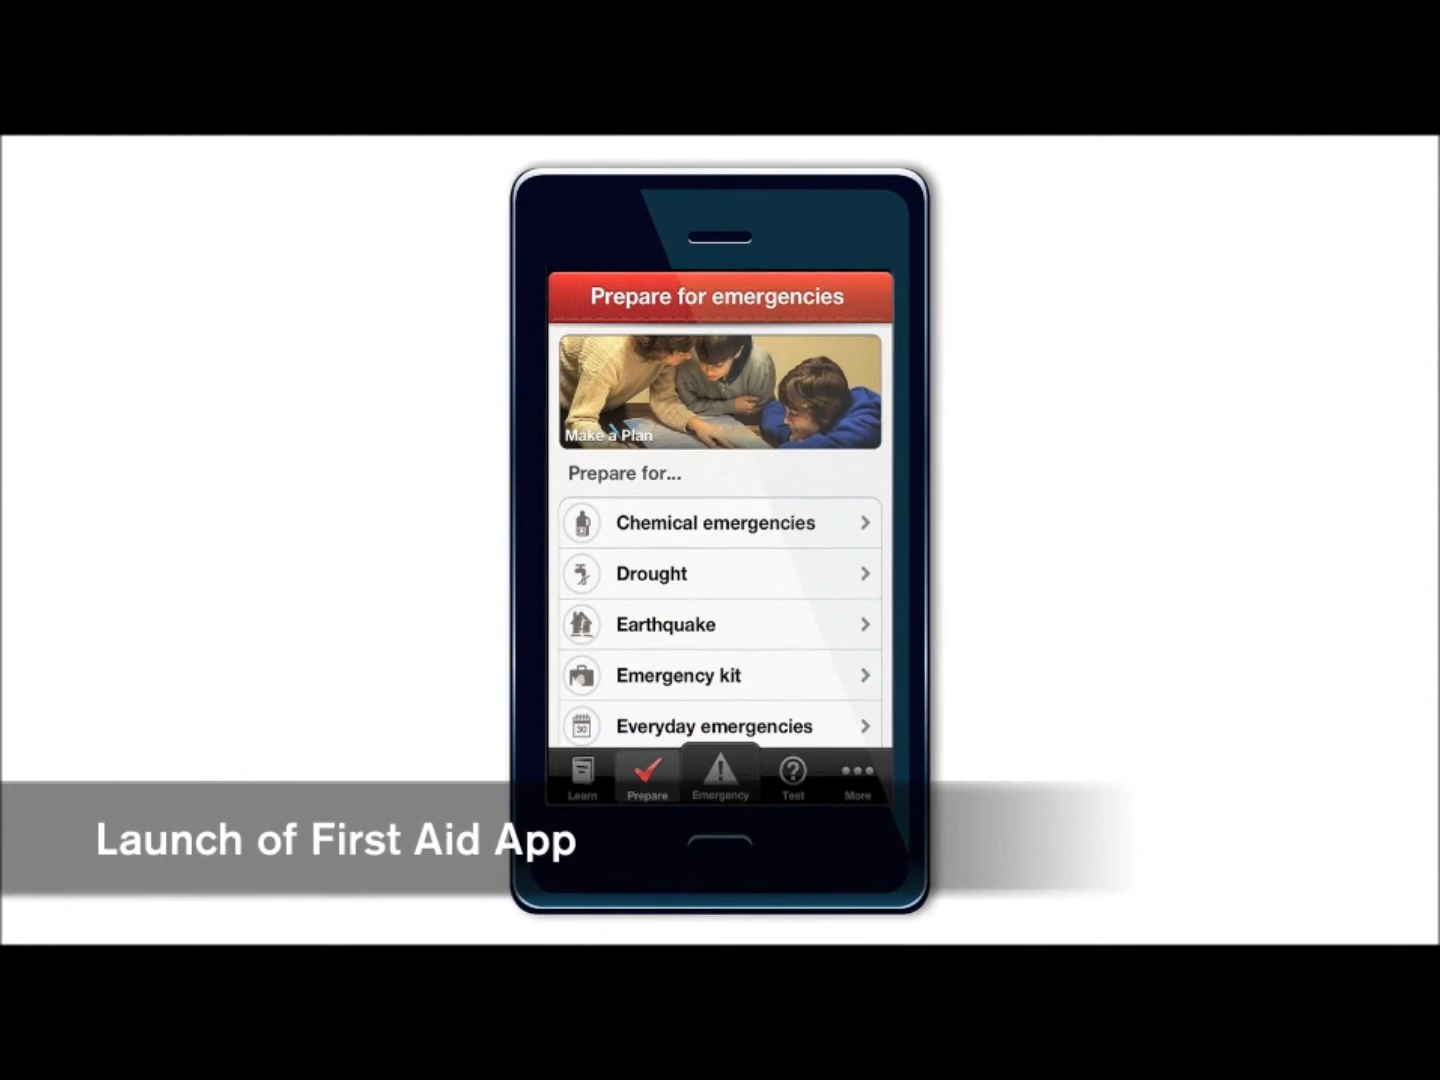 Prepare for emergencies
Make a Plan
Prepare for...
Chemical emergencies
Drought
Earthquake
Emergency kit
30
Everyday emergencies
Learn
Prepare
Emergency
Test
More
Launch of First Aid App